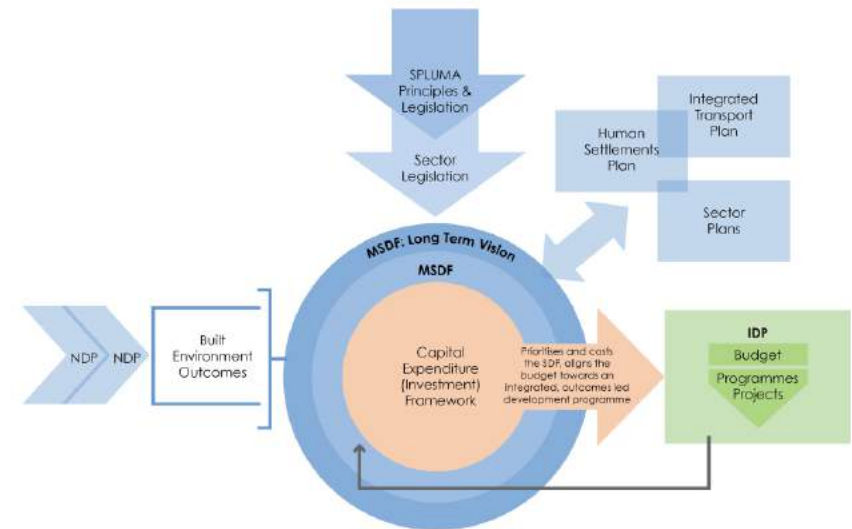 SPLUMA
Principles &
Legislation
Sector
Legislation
Integrated
Transport
Plan
Human
Settlements
Plan
Sector
Plans
MSDF: Long Term Vision
MSDF
NDP
NDP
Built
Environment
Outcomes
Capital
Expenditure
(Investment)
Framework
Prioritises and costs
the SDF, aligns the
budget towards an
integrated, outcomes led
development programme
IDP
Budget
Programmes
Projects